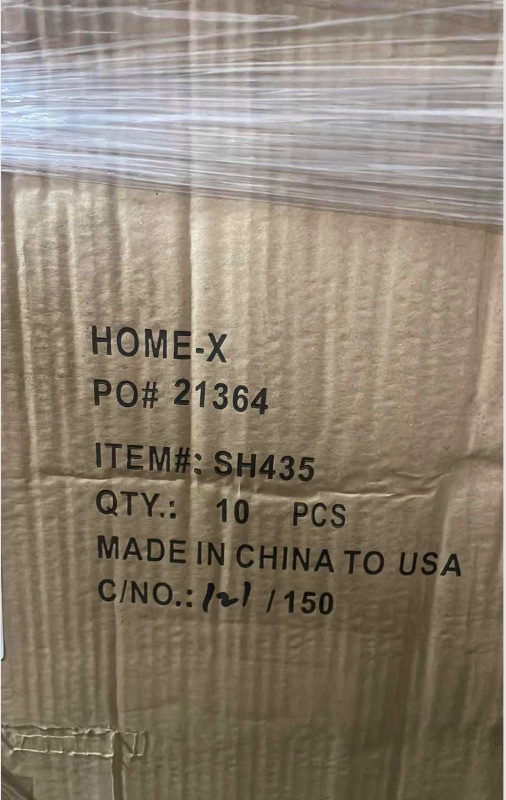 HOME-X
PO# 21364
ITEM#: SH435
QTY.: 10 PCS
MADE IN CHINA TO USA
C/NO.: 121 / 150